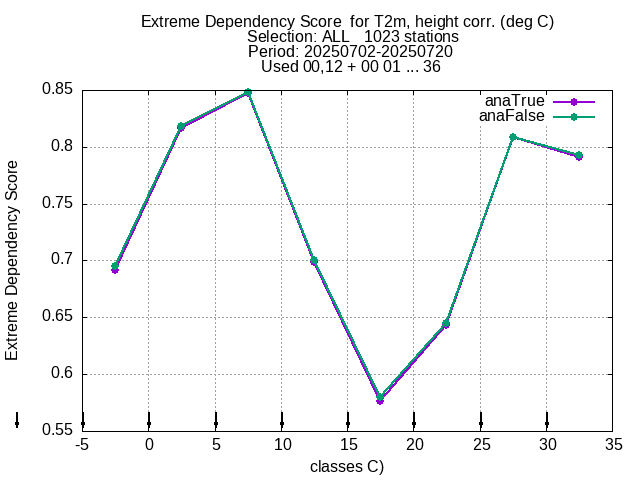 Extreme Dependency Score  for T2m, height corr. (deg C)
Selection: ALL   1023 stations
Period: 20250702-20250720
Used 00,12 + 00 01 ... 36
anaTrue
anaFalse
Extreme Dependency Score
0.85
0.8
0.75
0.7
0.65
0.6
0.55
-5 0 5 10 15 20 25 30 35
classes C)